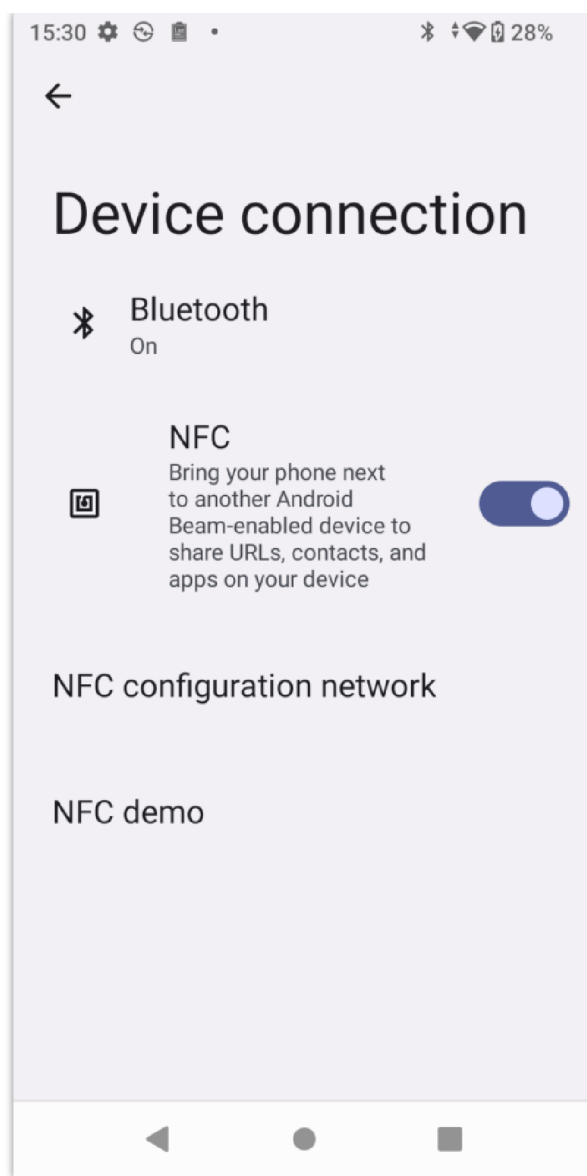 15:30 28%
Device connection
Bluetooth
On
NFC
Bring your phone next
to another Android
Beam-enabled device to
share URLs, contacts, and
apps on your device
NFC configuration network
NFC demo